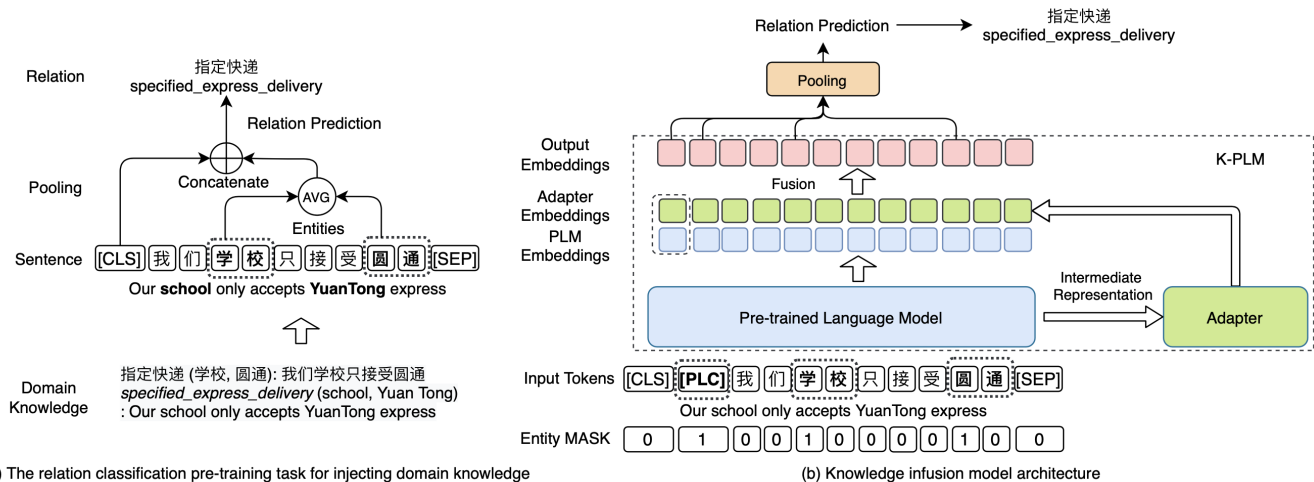 Relation
指定快递
specified_express_delivery
Relation Prediction
Concatenate
Pooling
AVG
Entities
Sentence
[CLS] 我 们 学 校 只 接 受 圆 通 [SEP]
Our school only accepts YuanTong express
Domain
Knowledge
指定快递 (学校, 圆通): 我们学校只接受圆通
specified_express_delivery (school, Yuan Tong)
: Our school only accepts YuanTong express
) The relation classification pre-training task for injecting domain knowledge
Relation Prediction
指定快递
specified_express_delivery
Pooling
Output
Embeddings
K-PLM
Fusion
Adapter
Embeddings
PLM
Embeddings
Pre-trained Language Model
Intermediate
Representation
Adapter
Input Tokens
[CLS] [PLC] 我 们 学 校 只 接 受 圆 通 [SEP]
Our school only accepts YuanTong express
Entity MASK
0 1 0 0 1 0 0 0 0 1 0 0
(b) Knowledge infusion model architecture